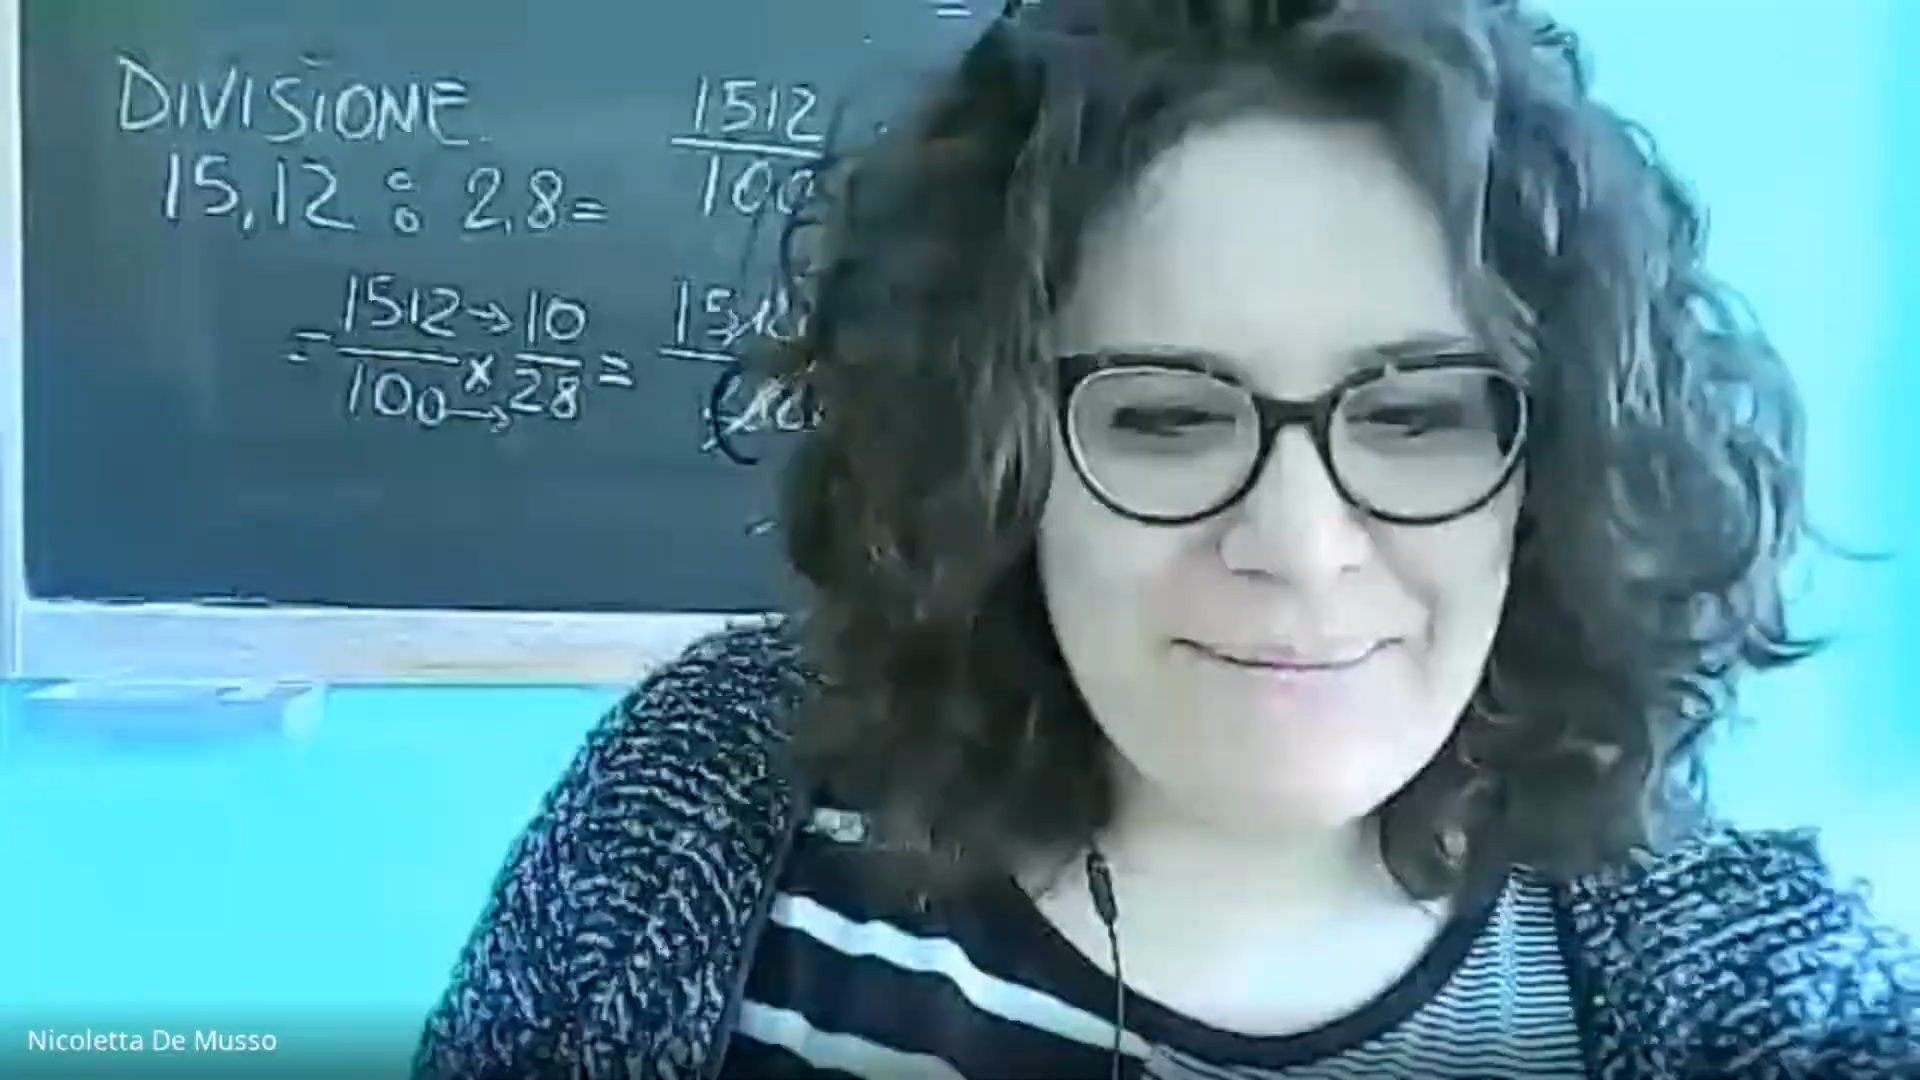 DIVISIONE
15,12 : 2,8=
1512
100
= 1512→10
100 × →28 =
Nicoletta De Musso